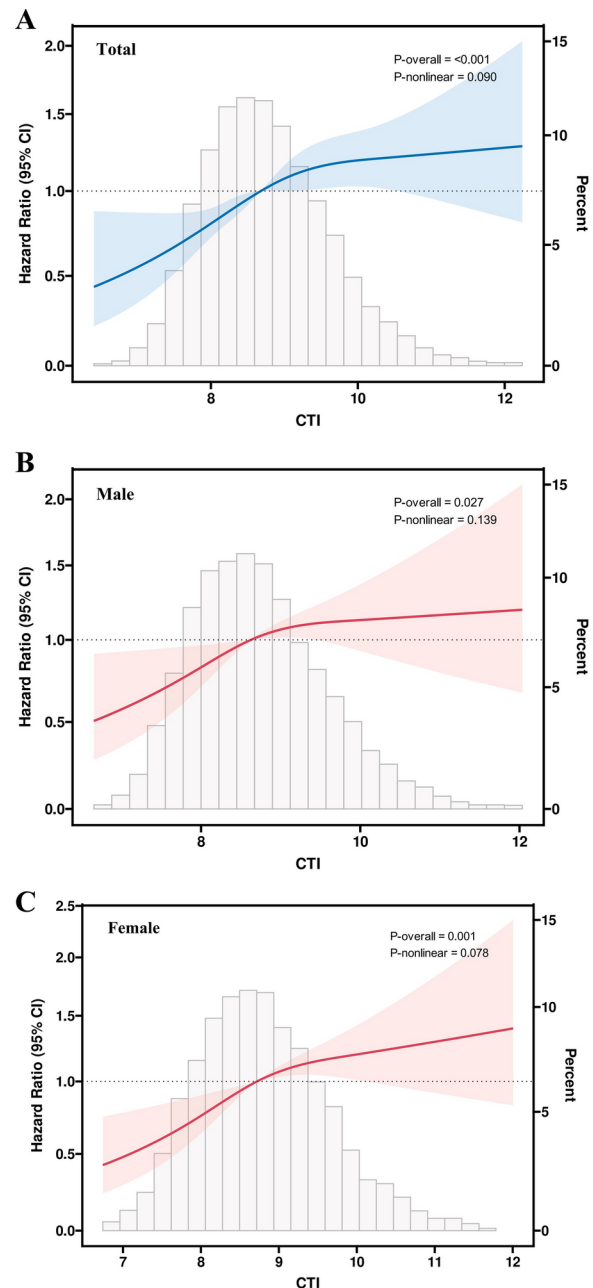 A
Total
P-overall = <0.001
P-nonlinear = 0.090
Hazard Ratio (95% CI)
2.0
1.5
1.0
0.5
0.0
15
10
5
0
Percent
8
10
12
CTI
B
Male
P-overall = 0.027
P-nonlinear = 0.139
Hazard Ratio (95% CI)
2.0
1.5
1.0
0.5
0.0
15
10
5
0
Percent
8
10
12
CTI
C
Female
P-overall = 0.001
P-nonlinear = 0.078
Hazard Ratio (95% CI)
2.5
2.0
1.5
1.0
0.5
0.0
15
10
5
0
Percent
7
8
9
10
11
12
CTI